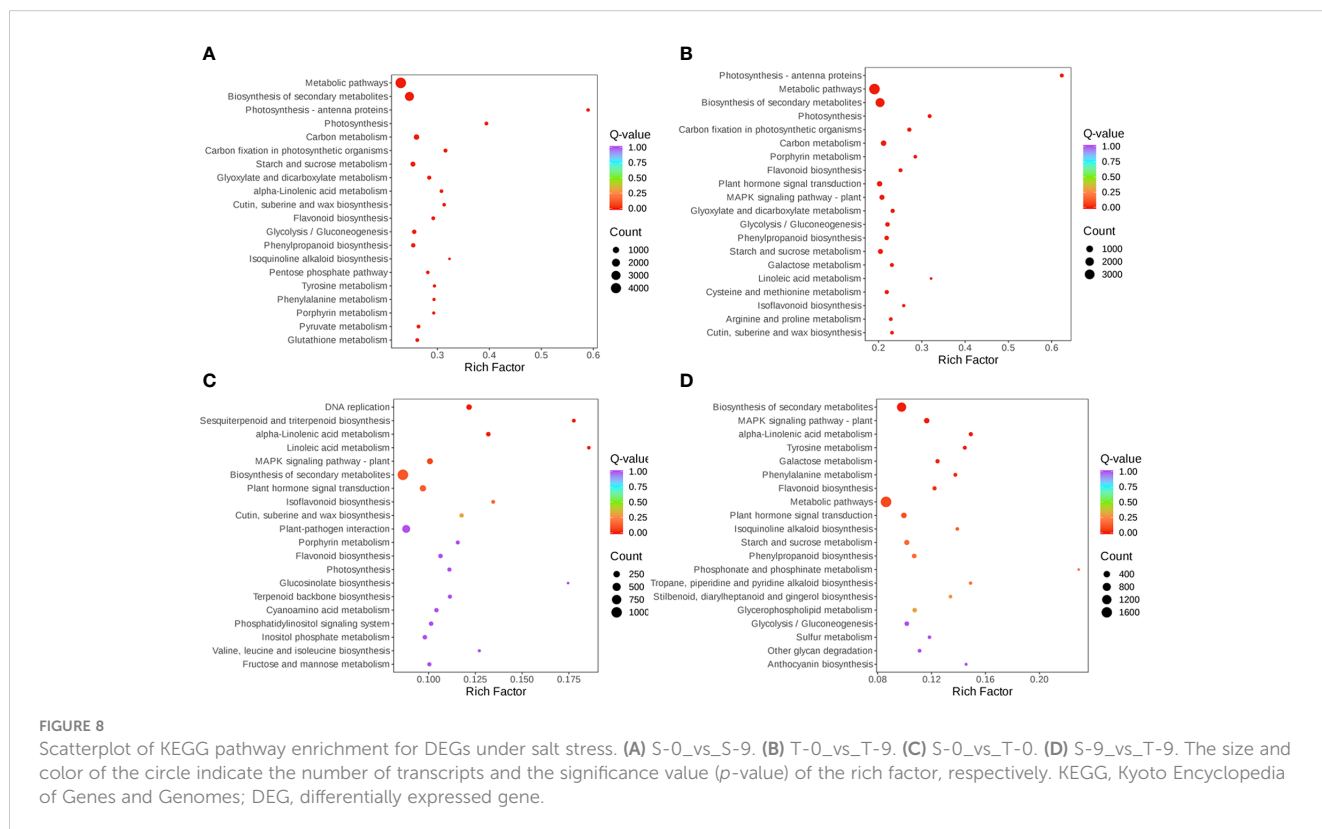 A
Metabolic pathways
Biosynthesis of secondary metabolites
Photosynthesis - antenna proteins
Photosynthesis
Carbon metabolism
Carbon fixation in photosynthetic organisms
Starch and sucrose metabolism
Glyoxylate and dicarboxylate metabolism
alpha-Linolenic acid metabolism
Cutin, suberine and wax biosynthesis
Flavonoid biosynthesis
Glycolysis / Gluconeogenesis
Phenylpropanoid biosynthesis
Isoquinoline alkaloid biosynthesis
Pentose phosphate pathway
Tyrosine metabolism
Phenylalanine metabolism
Porphyrin metabolism
Pyruvate metabolism
Glutathione metabolism
0.3 0.4 0.5 0.6
Rich Factor
Q-value
1.00
0.75
0.50
0.25
0.00
Count
1000
2000
3000
4000
B
Photosynthesis - antenna proteins
Metabolic pathways
Biosynthesis of secondary metabolites
Photosynthesis
Carbon fixation in photosynthetic organisms
Carbon metabolism
Porphyrin metabolism
Flavonoid biosynthesis
Plant hormone signal transduction
MAPK signaling pathway - plant
Glyoxylate and dicarboxylate metabolism
Glycolysis / Gluconeogenesis
Phenylpropanoid biosynthesis
Starch and sucrose metabolism
Galactose metabolism
Linoleic acid metabolism
Cysteine and methionine metabolism
Isoflavonoid biosynthesis
Arginine and proline metabolism
Cutin, suberine and wax biosynthesis
0.2 0.3 0.4 0.5 0.6
Rich Factor
Q-value
1.00
0.75
0.50
0.25
0.00
Count
1000
2000
3000
C
DNA replication
Sesquiterpenoid and triterpenoid biosynthesis
alpha-Linolenic acid metabolism
Linoleic acid metabolism
MAPK signaling pathway - plant
Biosynthesis of secondary metabolites
Plant hormone signal transduction
Isoflavonoid biosynthesis
Cutin, suberine and wax biosynthesis
Plant-pathogen interaction
Porphyrin metabolism
Flavonoid biosynthesis
Photosynthesis
Glucosinolate biosynthesis
Terpenoid backbone biosynthesis
Cyanoamino acid metabolism
Phosphatidylinositol signaling system
Inositol phosphate metabolism
Valine, leucine and isoleucine biosynthesis
Fructose and mannose metabolism
0.100 0.125 0.150 0.175
Rich Factor
Q-value
1.00
0.75
0.50
0.25
0.00
Count
250
500
750
1000
D
Biosynthesis of secondary metabolites
MAPK signaling pathway - plant
alpha-Linolenic acid metabolism
Tyrosine metabolism
Galactose metabolism
Phenylalanine metabolism
Flavonoid biosynthesis
Metabolic pathways
Plant hormone signal transduction
Isoquinoline alkaloid biosynthesis
Starch and sucrose metabolism
Phenylpropanoid biosynthesis
Phosphonate and phosphinate metabolism
Tropane, piperidine and pyridine alkaloid biosynthesis
Stilbenoid, diarylheptanoid and gingerol biosynthesis
Glycerophospholipid metabolism
Glycolysis / Gluconeogenesis
Sulfur metabolism
Other glycan degradation
Anthocyanin biosynthesis
0.08 0.12 0.16 0.20
Rich Factor
Q-value
1.00
0.75
0.50
0.25
0.00
Count
400
800
1200
1600
FIGURE 8
Scatterplot of KEGG pathway enrichment for DEGs under salt stress. (A) S-0_vs_S-9. (B) T-0_vs_T-9. (C) S-0_vs_T-0. (D) S-9_vs_T-9. The size and
color of the circle indicate the number of transcripts and the significance value (p-value) of the rich factor, respectively. KEGG, Kyoto Encyclopedia
of Genes and Genomes; DEG, differentially expressed gene.